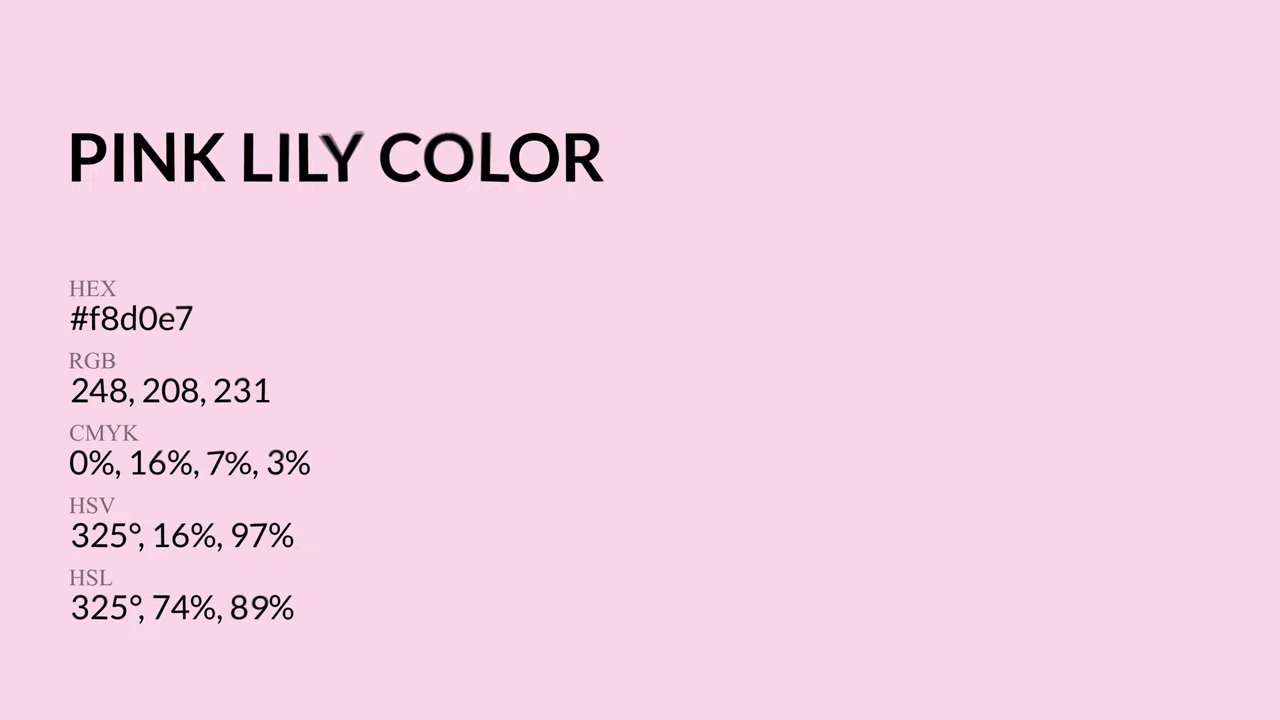 PINK LILY COLOR
HEX
#f8d0e7
RGB
248, 208, 231
CMYK
0%, 16%, 7%, 3%
HSV
325°, 16%, 97%
HSL
325°, 74%, 89%